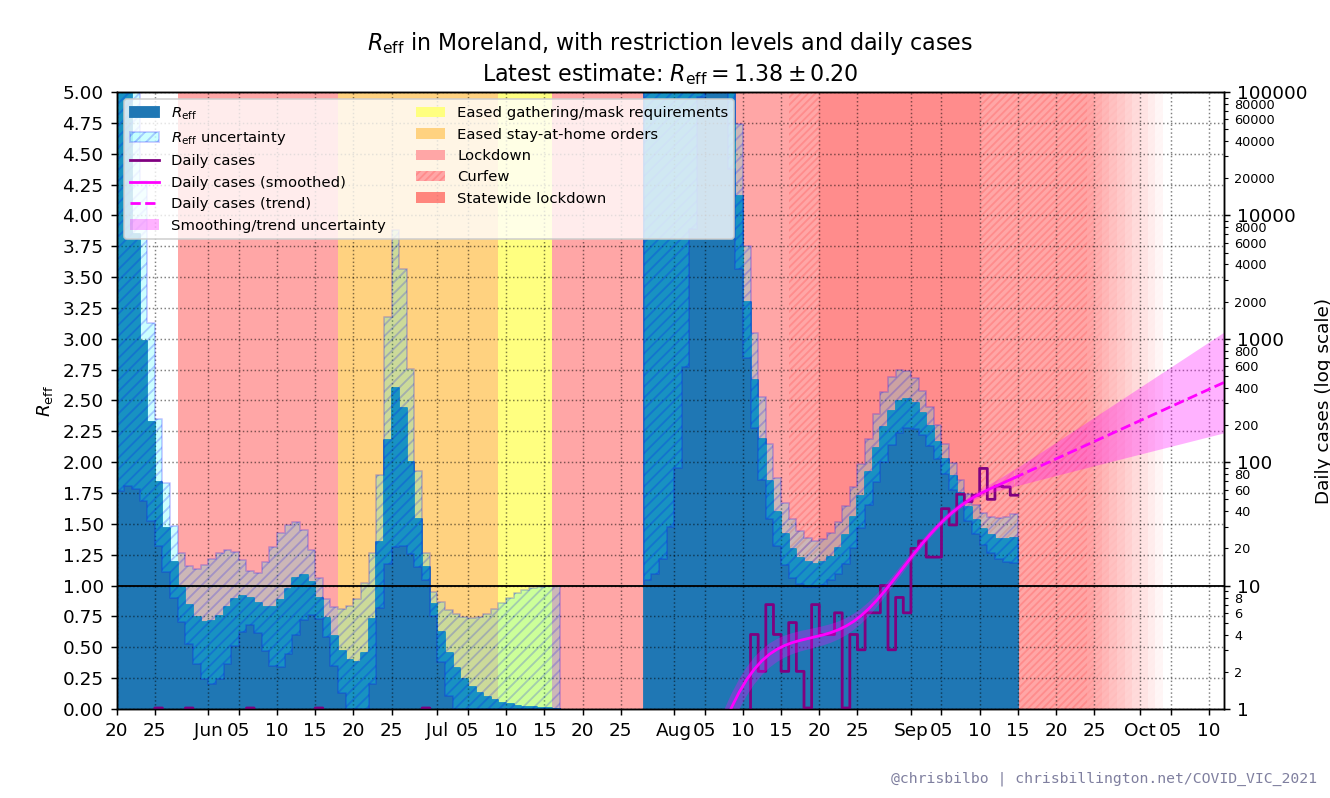 Reff in Moreland, with restriction levels and daily cases
Latest estimate: Reff = 1.38 ± 0.20
Reff
Reff uncertainty
Daily cases
Daily cases (smoothed)
Daily cases (trend)
Smoothing/trend uncertainty
Eased gathering/mask requirements
Eased stay-at-home orders
Lockdown
Curfew
Statewide lockdown
Reff
5.00
4.75
4.50
4.25
4.00
3.75
3.50
3.25
3.00
2.75
2.50
2.25
2.00
1.75
1.50
1.25
1.00
0.75
0.50
0.25
0.00
20 25 Jun 05 10 15 20 25 Jul 05 10 15 20 25 Aug 05 10 15 20 25 Sep 05 10 15 20 25 Oct 05 10
100000
80000
60000
40000
20000
10000
8000
6000
4000
2000
1000
800
600
400
200
100
80
60
40
20
10
8
6
4
2
1
Daily cases (log scale)
@chrisbilbo | chrisbillington.net/COVID_VIC_2021